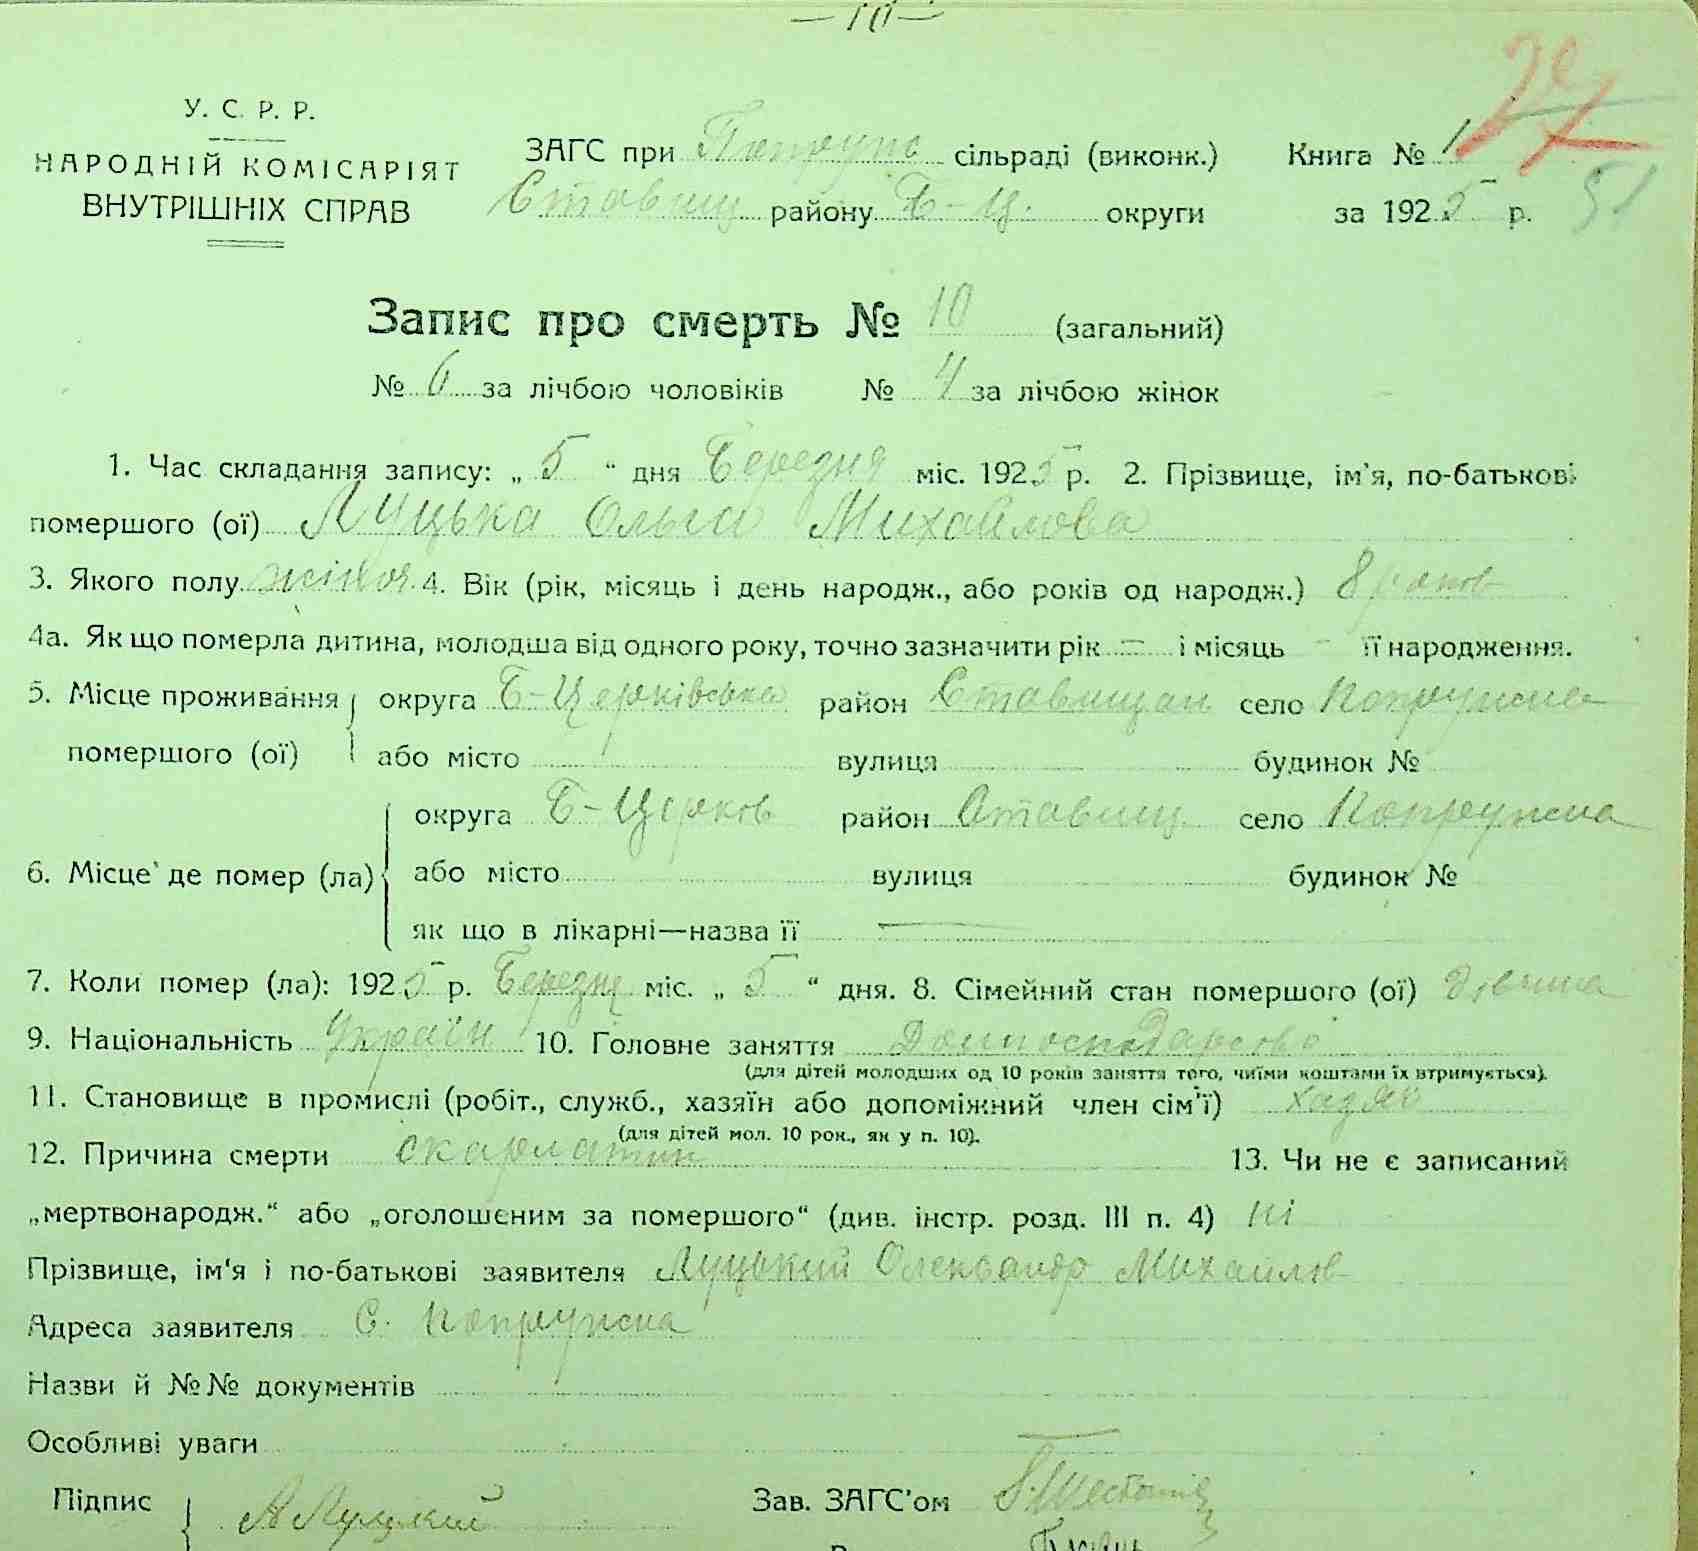 — 10 —
У. С. Р. Р.
НАРОДНІЙ КОМІСАРІЯТ
ВНУТРІШНІХ СПРАВ
ЗАГС при сільраді (виконк.) Книга № 1
Ставищ району Б-Ц. округи за 1925 р. 51
Запис про смерть № 10 (загальний)
№ 6 за лічбою чоловіків № 4 за лічбою жінок
1. Час складання запису: „ 5 “ дня Березня міс. 1925 р. 2. Прізвище, ім'я, по-батькові
помершого (ої) Луцька Ольга Михайлова
3. Якого полу жіноч. 4. Вік (рік, місяць і день народж., або років од народж.) 8 роков
4а. Як що померла дитина, молодша від одного року, точно зазначити рік — і місяць — її народження.
5. Місце проживання округа Б-Церківська район Ставищан село Копружна
помершого (ої) або місто вулиця будинок №
округа Б-Церков район Ставищ село Копружна
6. Місце де помер (ла) або місто вулиця будинок №
як що в лікарні—назва її —
7. Коли помер (ла): 1925 р. Березня міс. „ 5 “ дня. 8. Сімейний стан помершого (ої) дівчина
9. Національність Україн 10. Головне заняття Домгосподарство
(для дітей молодших од 10 років заняття того, чиїми коштами їх втримується).
11. Становище в промислі (робіт., служб., хазяїн або допоміжний член сім'ї) хазяїн
(для дітей мол. 10 рок., як у п. 10).
12. Причина смерти скарлатин 13. Чи не є записаний
„мертвонародж.“ або „оголошеним за помершого“ (див. інстр. розд. III п. 4) ні
Прізвище, ім'я і по-батькові заявителя Луцький Олександр Михайлов
Адреса заявителя С. Копружна
Назви й №№ документів
Особливі уваги
Підпис А Луцкий Зав. ЗАГС'ом